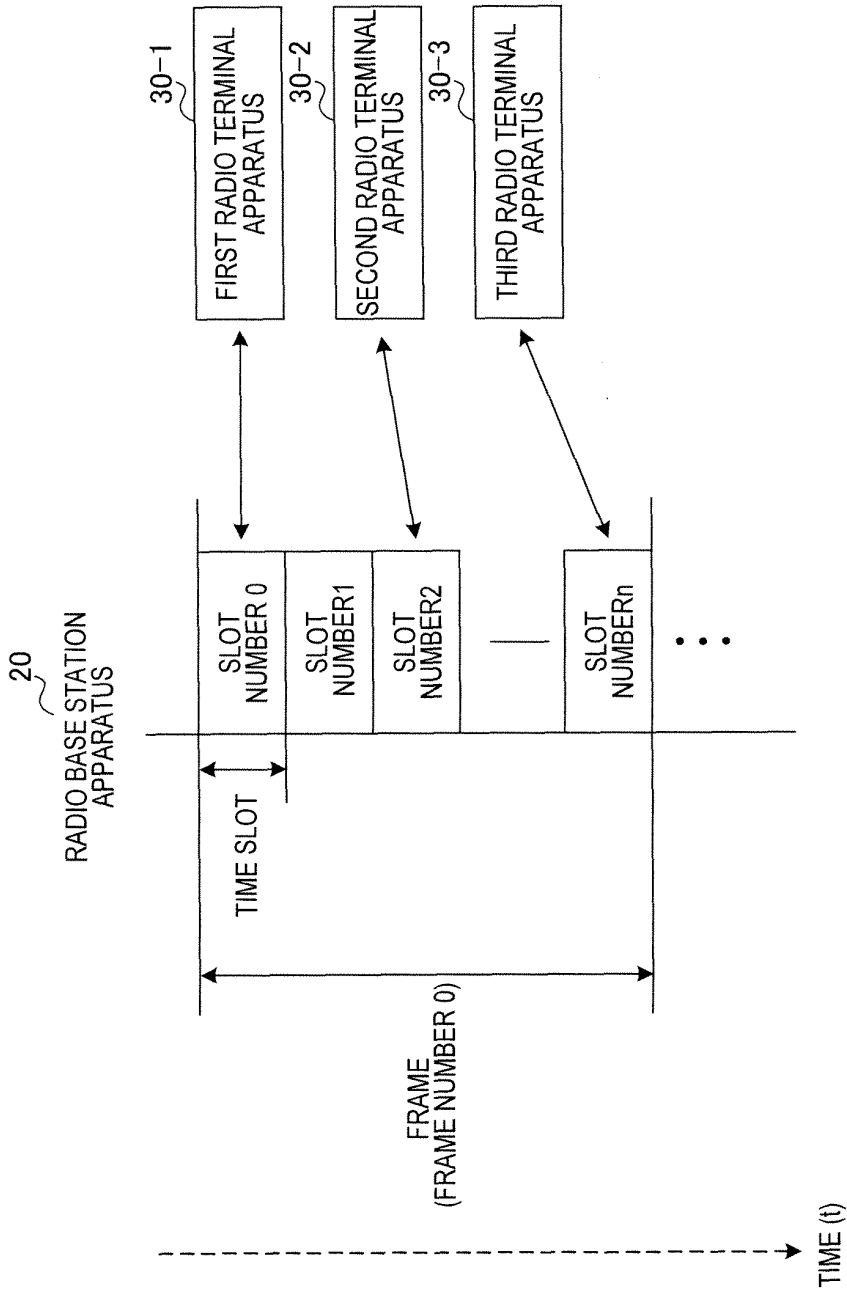 20
RADIO BASE STATION
APPARATUS
30-1
FIRST RADIO TERMINAL
APPARATUS
30-2
SECOND RADIO TERMINAL
APPARATUS
30-3
THIRD RADIO TERMINAL
APPARATUS
SLOT
NUMBER 0
SLOT
NUMBER1
SLOT
NUMBER2
SLOT
NUMBERn
TIME SLOT
FRAME
(FRAME NUMBER 0)
TIME (t)